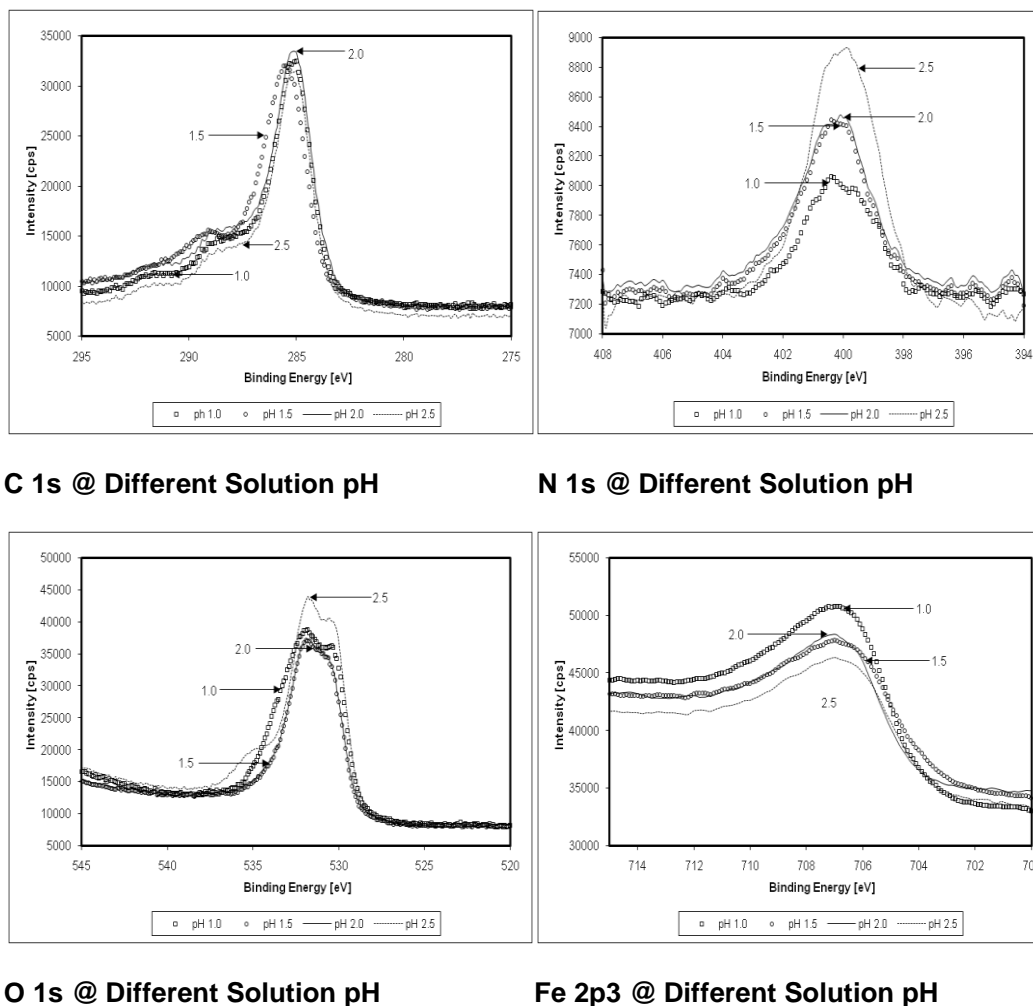 35000
30000
25000
20000
15000
10000
5000
Intensity [cps]
2.0
1.5
2.5
1.0
295 290 285 280 275
Binding Energy [eV]
ph 1.0 pH 1.5 pH 2.0 pH 2.5
C 1s @ Different Solution pH
9000
8800
8600
8400
8200
8000
7800
7600
7400
7200
7000
Intensity [cps]
2.5
2.0
1.5
1.0
408 406 404 402 400 398 396 394
Binding Energy [eV]
pH 1.0 pH 1.5 pH 2.0 pH 2.5
N 1s @ Different Solution pH
50000
45000
40000
35000
30000
25000
20000
15000
10000
5000
Intensity [cps]
2.5
2.0
1.0
1.5
545 540 535 530 525 520
Binding Energy [eV]
pH 1.0 pH 1.5 pH 2.0 pH 2.5
O 1s @ Different Solution pH
55000
50000
45000
40000
35000
30000
Intensity [cps]
1.0
2.0
1.5
2.5
714 712 710 708 706 704 702 70
Binding Energy [eV]
pH 1.0 pH 1.5 pH 2.0 pH 2.5
Fe 2p3 @ Different Solution pH